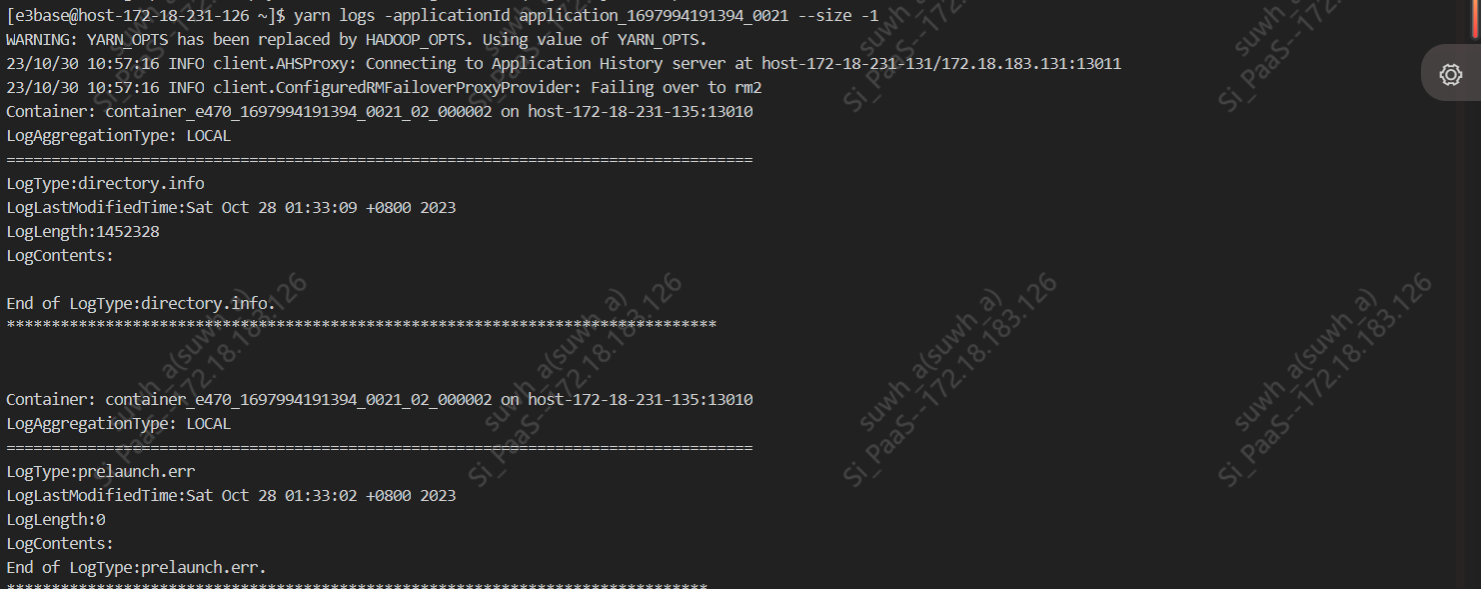 [e3base@host-172-18-231-126 ~]$ yarn logs -applicationId application_1697994191394_0021 --size -1
WARNING: YARN_OPTS has been replaced by HADOOP_OPTS. Using value of YARN_OPTS.
23/10/30 10:57:16 INFO client.AHSProxy: Connecting to Application History server at host-172-18-231-131/172.18.183.131:13011
23/10/30 10:57:16 INFO client.ConfiguredRMFailoverProxyProvider: Failing over to rm2
Container: container_e470_1697994191394_0021_02_000002 on host-172-18-231-135:13010
LogAggregationType: LOCAL
===================================================================================
LogType:directory.info
LogLastModifiedTime:Sat Oct 28 01:33:09 +0800 2023
LogLength:1452328
LogContents:
End of LogType:directory.info.
*******************************************************************************
Container: container_e470_1697994191394_0021_02_000002 on host-172-18-231-135:13010
LogAggregationType: LOCAL
===================================================================================
LogType:prelaunch.err
LogLastModifiedTime:Sat Oct 28 01:33:02 +0800 2023
LogLength:0
LogContents:
End of LogType:prelaunch.err.
******************************************************************************
suwh_a(suwh_a)
Si_PaaS--172.18.183.126
suwh_a(suwh_a)
Si_PaaS--172.18.183.126
suwh_a(suwh_a)
Si_PaaS--172.18.183.126
suwh_a(suwh_a)
Si_PaaS--172.18.183.126